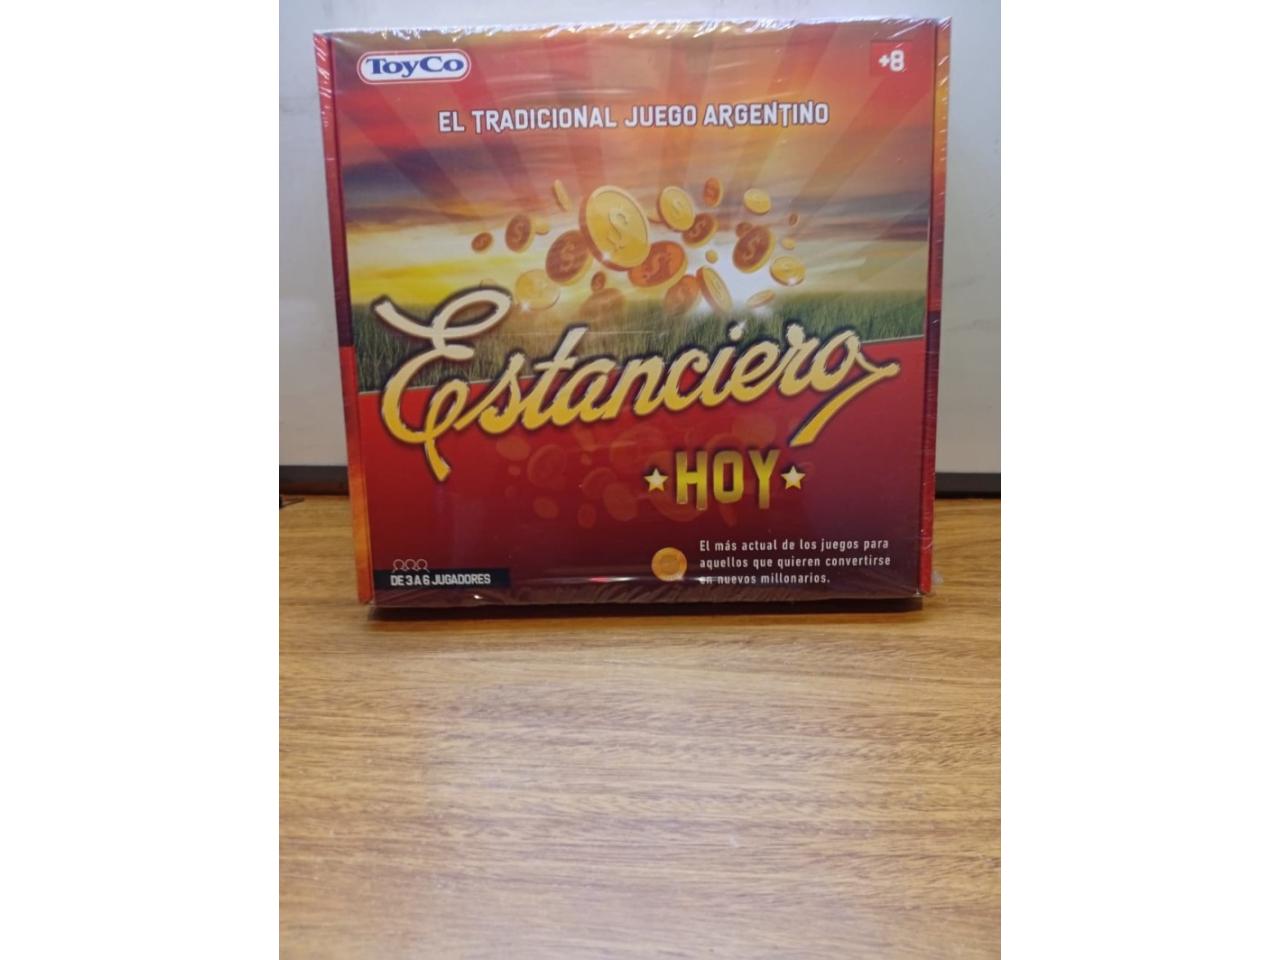 ToyCo
+8
EL TRADICIONAL JUEGO ARGENTINO
Estanciero
HOY
El más actual de los juegos para
aquellos que quieren convertirse
en nuevos millonarios.
DE 3 A 6 JUGADORES